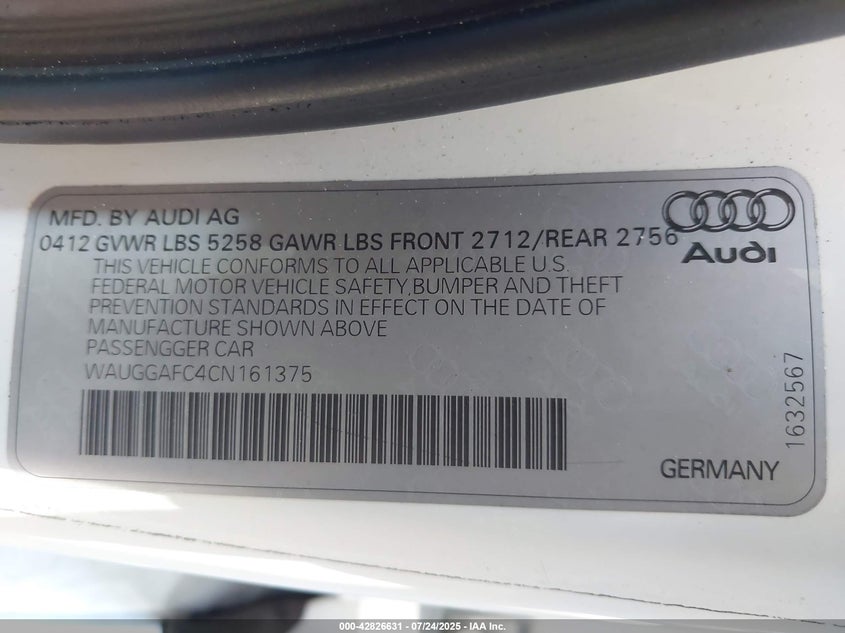 MFD. BY AUDI AG
0412 GVWR LBS 5258 GAWR LBS FRONT 2712/REAR 2756
Audi
THIS VEHICLE CONFORMS TO ALL APPLICABLE U.S.
FEDERAL MOTOR VEHICLE SAFETY,BUMPER AND THEFT
PREVENTION STANDARDS IN EFFECT ON THE DATE OF
MANUFACTURE SHOWN ABOVE
PASSENGGER CAR
WAUGGAFC4CN161375
1632567
GERMANY
000-42826631 - 07/24/2025 - IAA Inc.